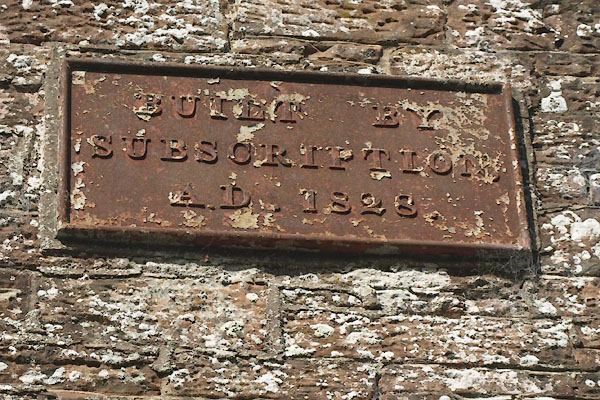 BUILT BY
SUBSCRIPTION,
A.D. 1828.